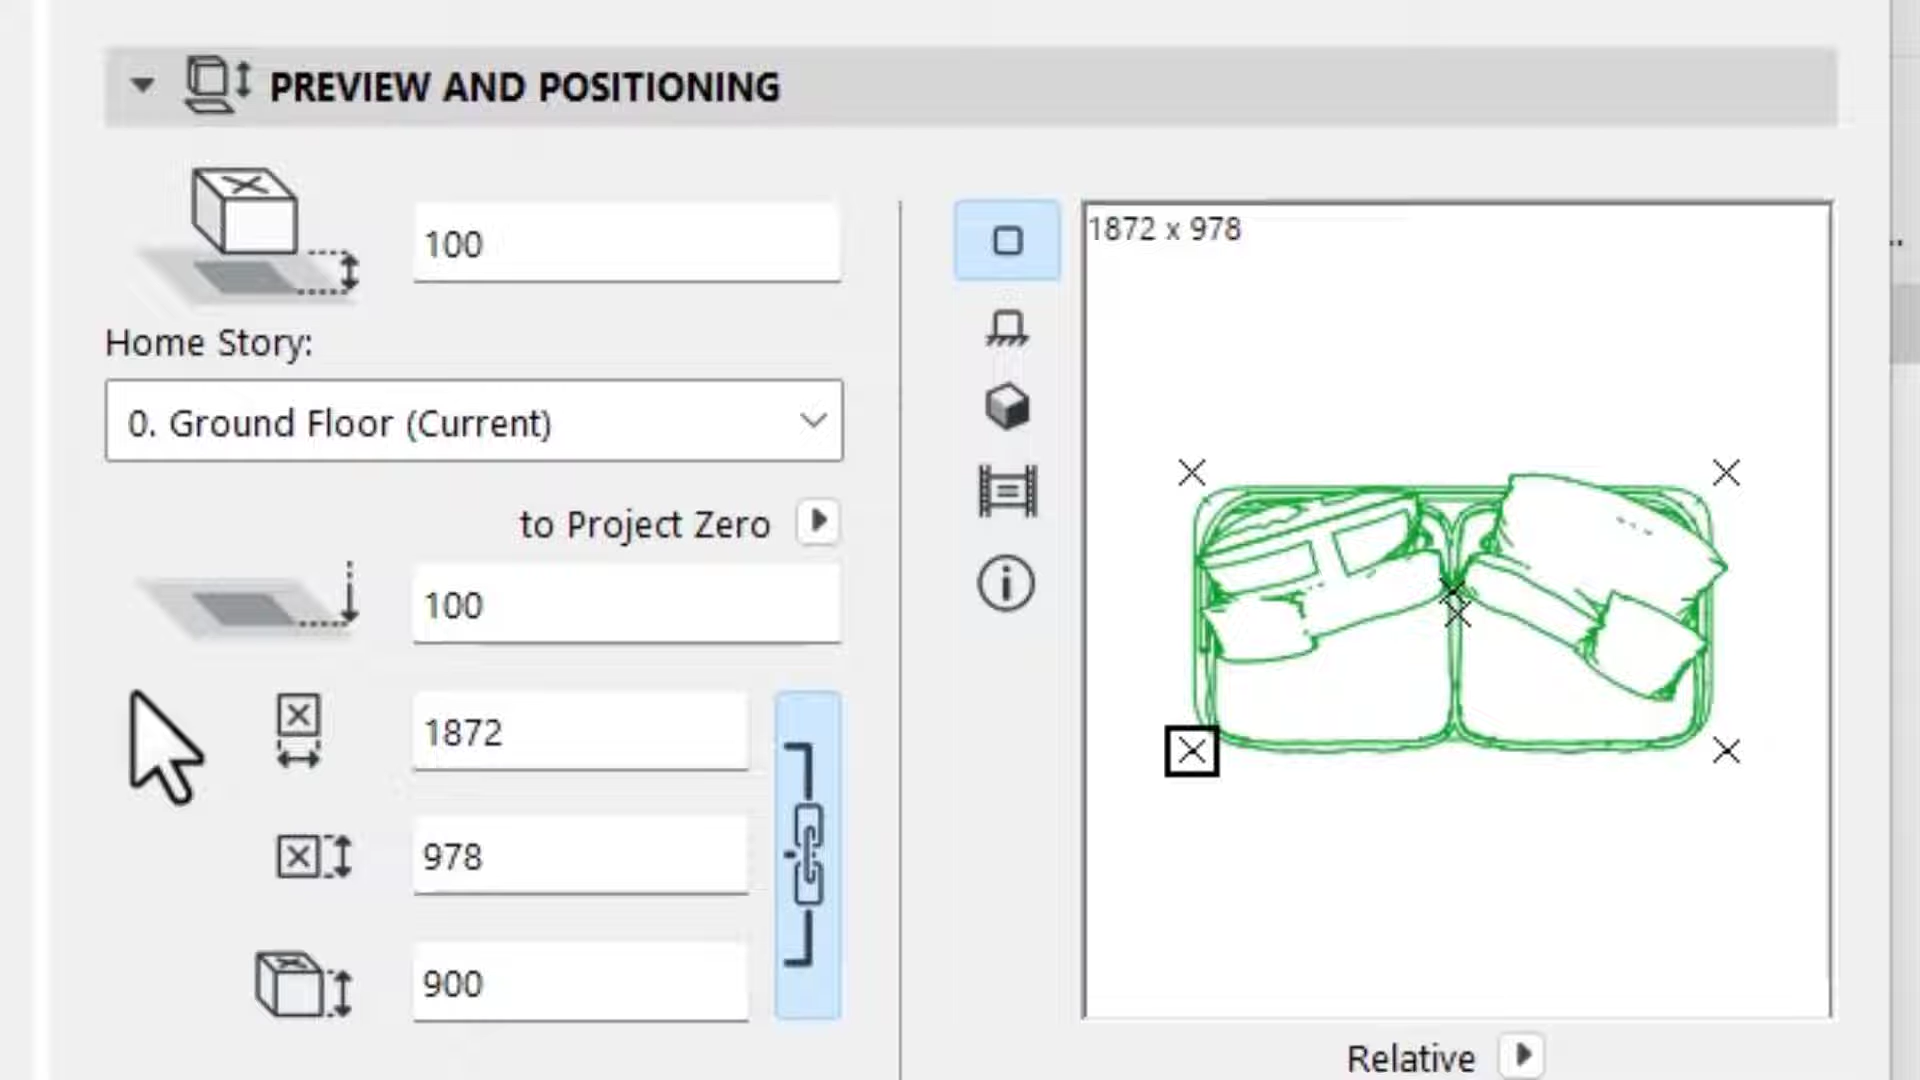 PREVIEW AND POSITIONING
100
Home Story:
0. Ground Floor (Current)
to Project Zero
100
1872
978
900
1872 x 978
Relative